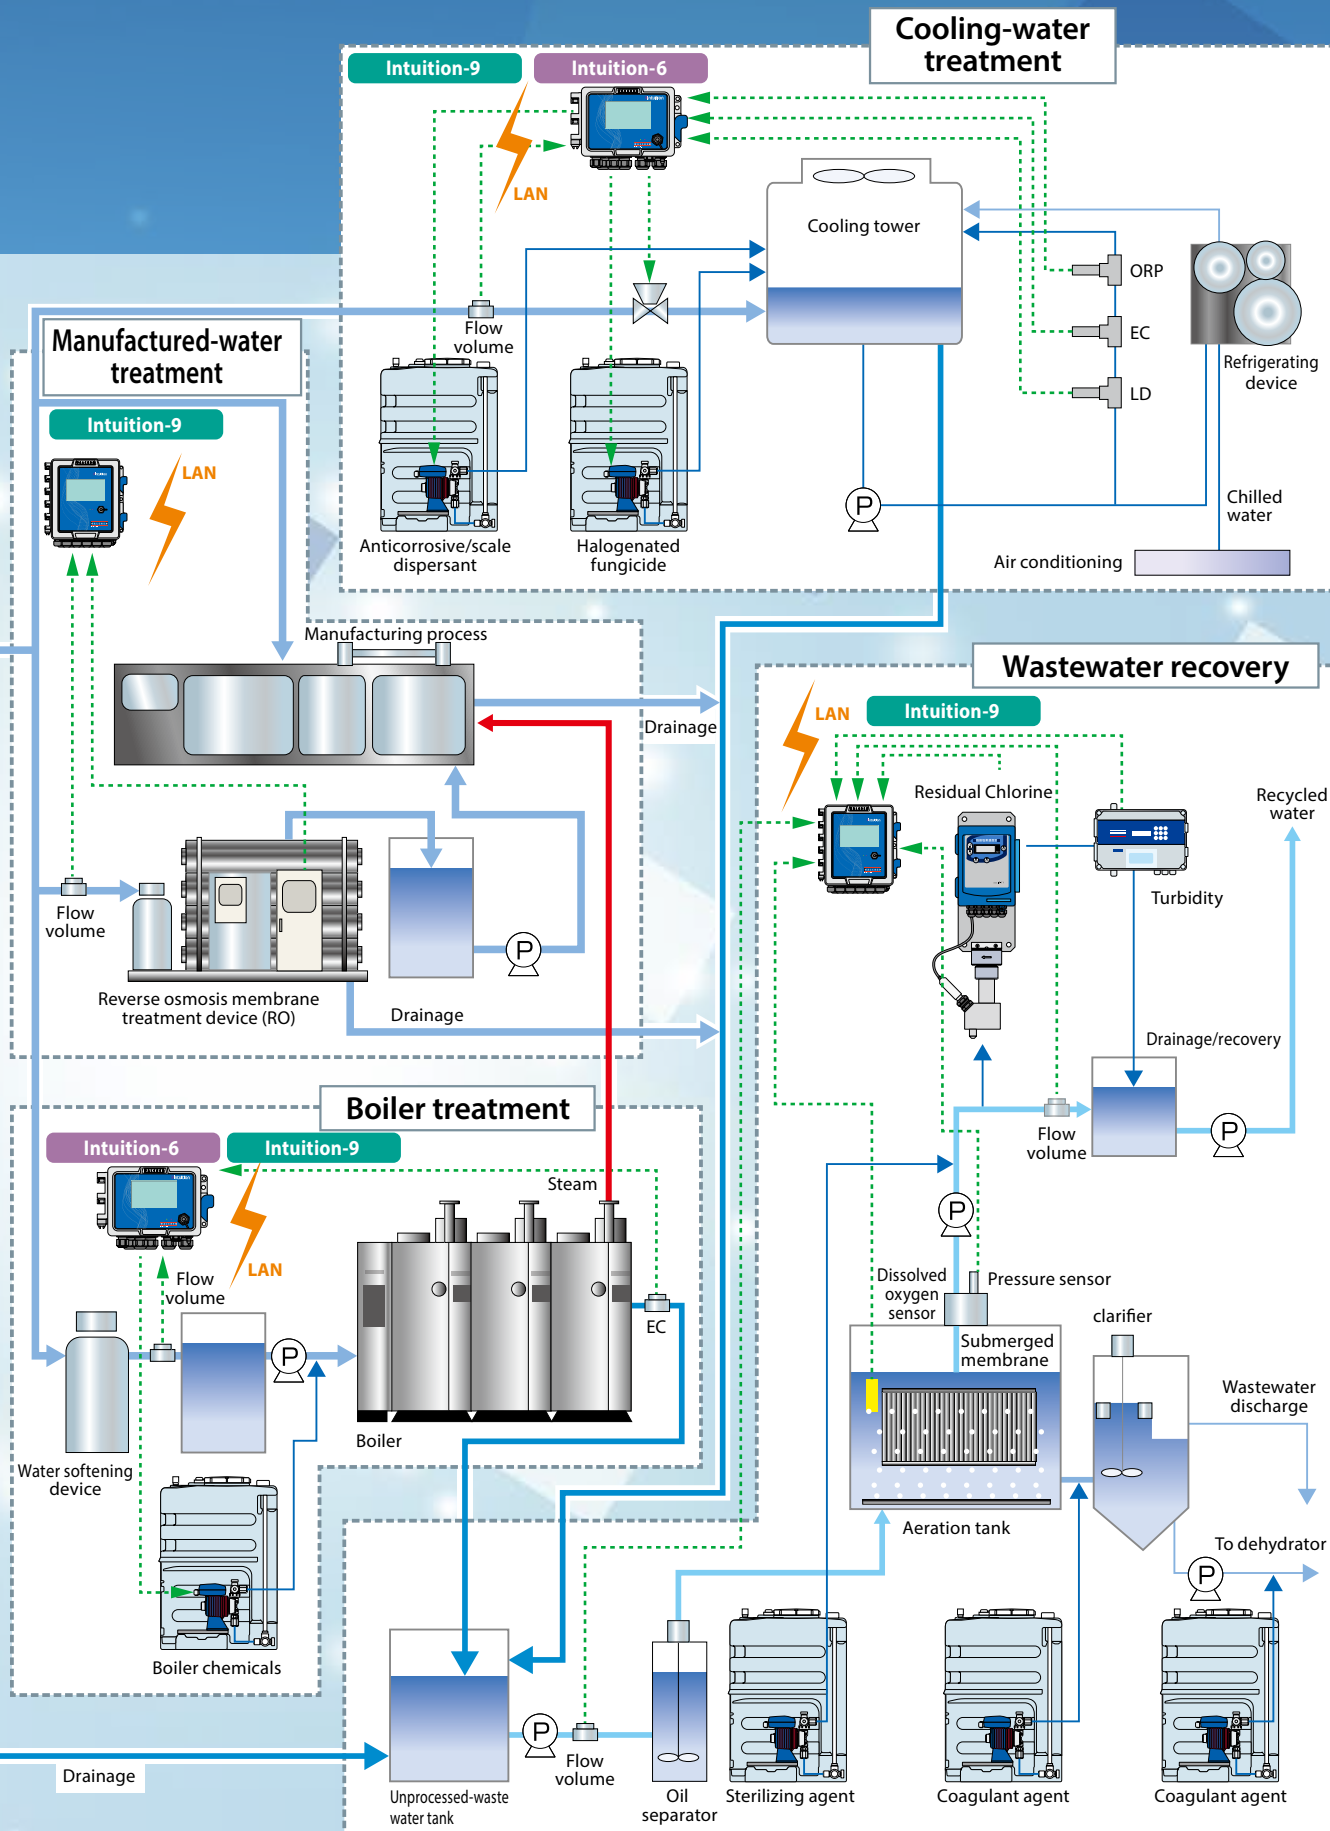 Cooling-water
treatment
Intuition-9
Intuition-6
LAN
Cooling tower
ORP
EC
LD
Flow
volume
Refrigerating
device
Anticorrosive/scale
dispersant
Halogenated
fungicide
P
Chilled
water
Air conditioning
Manufactured-water
treatment
Intuition-9
LAN
Manufacturing process
Drainage
Flow
volume
P
Reverse osmosis membrane
treatment device (RO)
Drainage
Wastewater recovery
LAN
Intuition-9
Residual Chlorine
Recycled
water
Turbidity
Drainage/recovery
Flow
volume
P
P
Dissolved
oxygen
sensor
Pressure sensor
Submerged
membrane
clarifier
Wastewater
discharge
Aeration tank
To dehydrator
P
Boiler treatment
Intuition-6
Intuition-9
LAN
Steam
Flow
volume
P
EC
Boiler
Water softening
device
Boiler chemicals
Drainage
Unprocessed-waste
water tank
P
Flow
volume
Oil
separator
Sterilizing agent
Coagulant agent
Coagulant agent